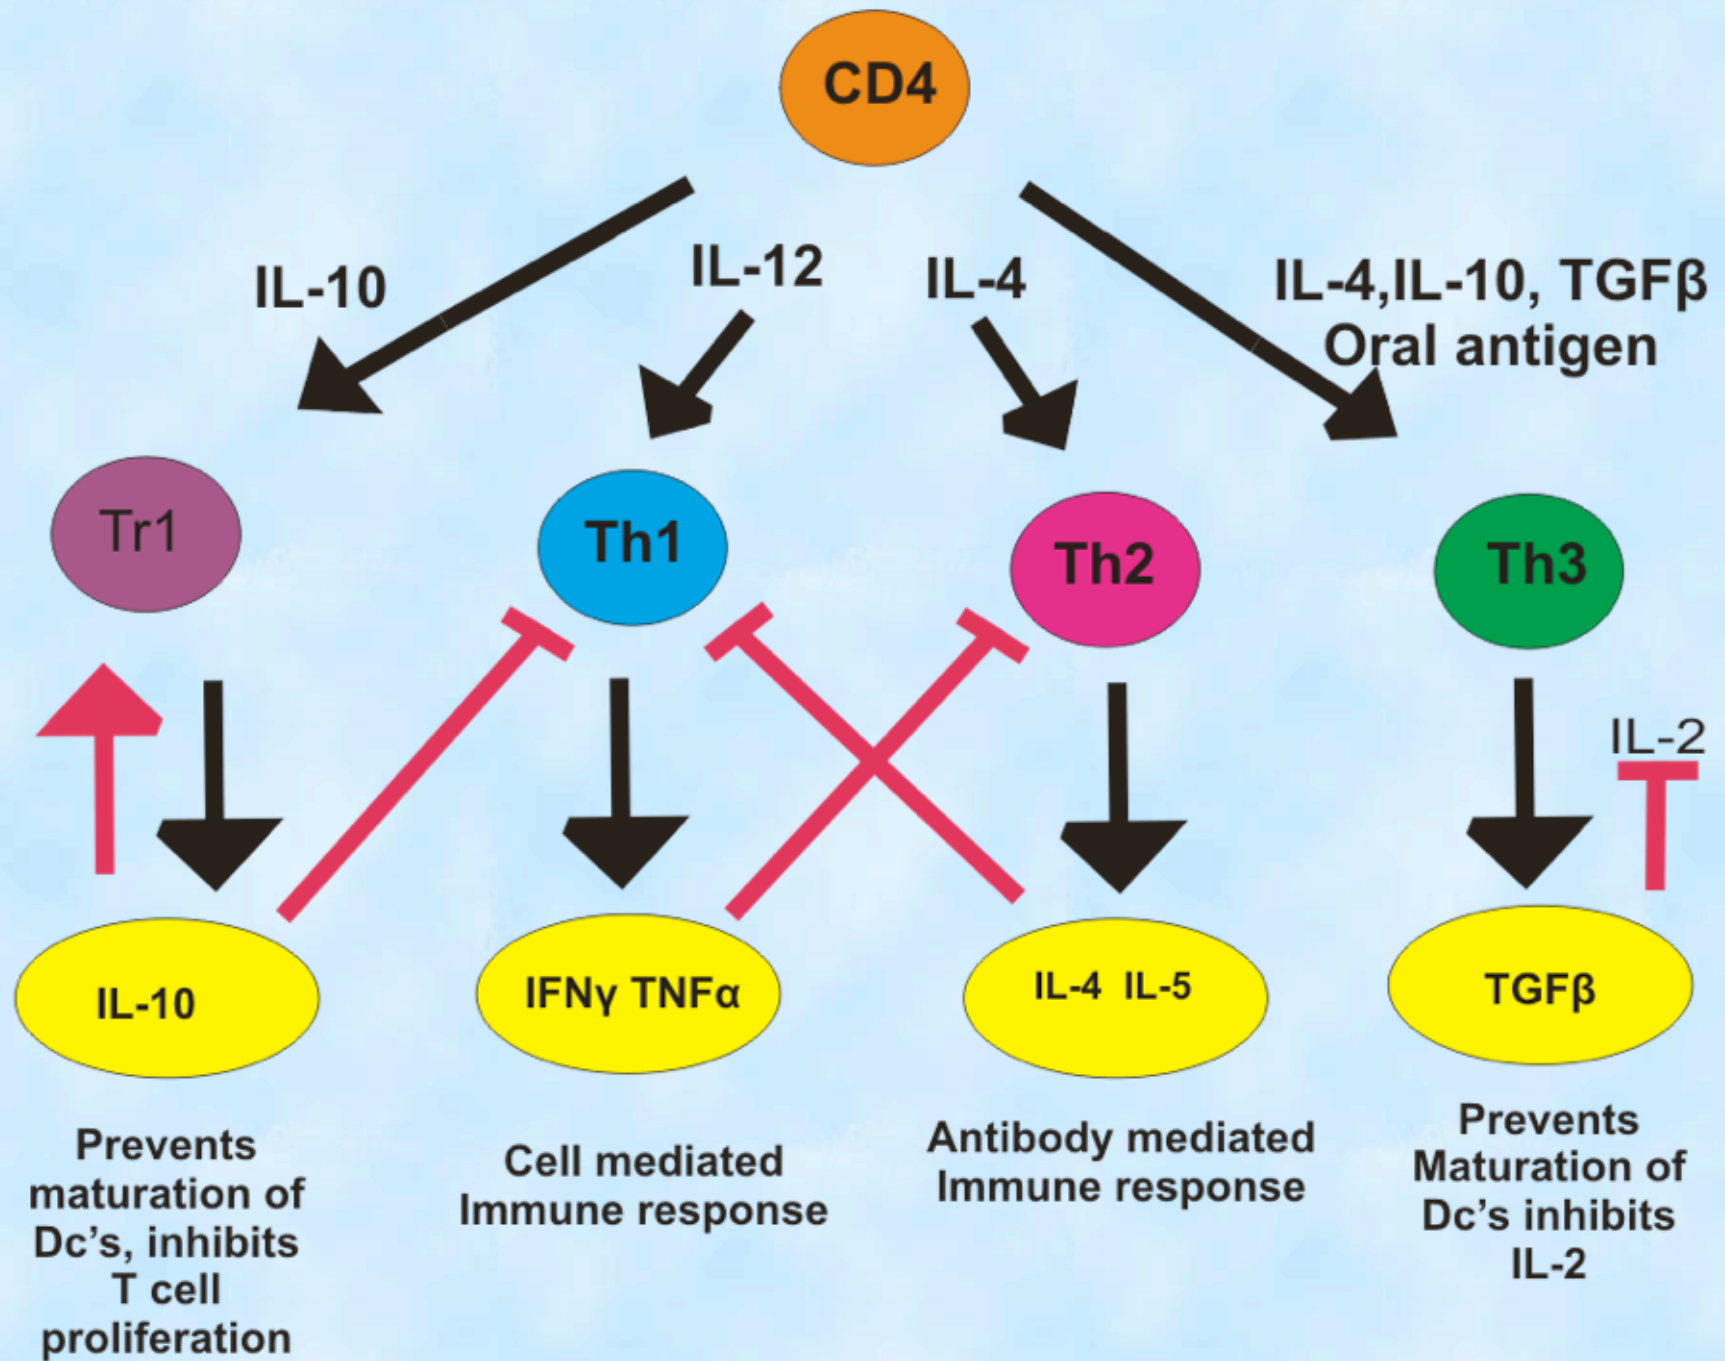 CD4
IL-10
IL-12
IL-4
IL-4,IL-10, TGFβ
Oral antigen
Tr1
Th1
Th2
Th3
IL-2
IL-10
IFNγ TNFα
IL-4 IL-5
TGFβ
Prevents
maturation of
Dc's, inhibits
T cell
proliferation
Cell mediated
Immune response
Antibody mediated
Immune response
Prevents
Maturation of
Dc's inhibits
IL-2